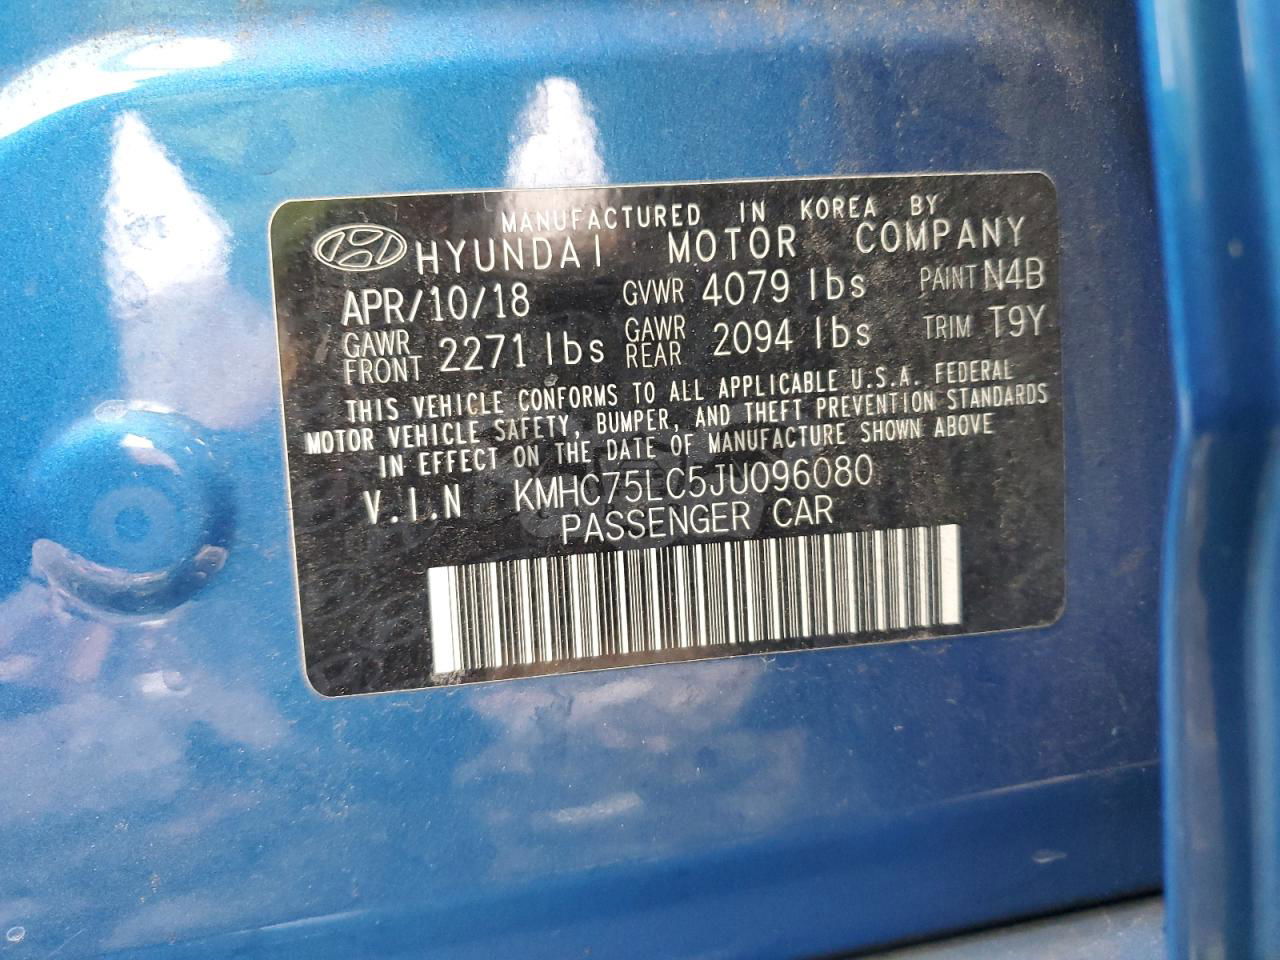 MANUFACTURED IN KOREA BY
HYUNDAI MOTOR COMPANY
APR/10/18 GVWR 4079 lbs PAINT N4B
GAWR FRONT 2271 lbs GAWR REAR 2094 lbs TRIM T9Y
THIS VEHICLE CONFORMS TO ALL APPLICABLE U.S.A. FEDERAL
MOTOR VEHICLE SAFETY, BUMPER, AND THEFT PREVENTION STANDARDS
IN EFFECT ON THE DATE OF MANUFACTURE SHOWN ABOVE
V.I.N KMHC75LC5JU096080
PASSENGER CAR